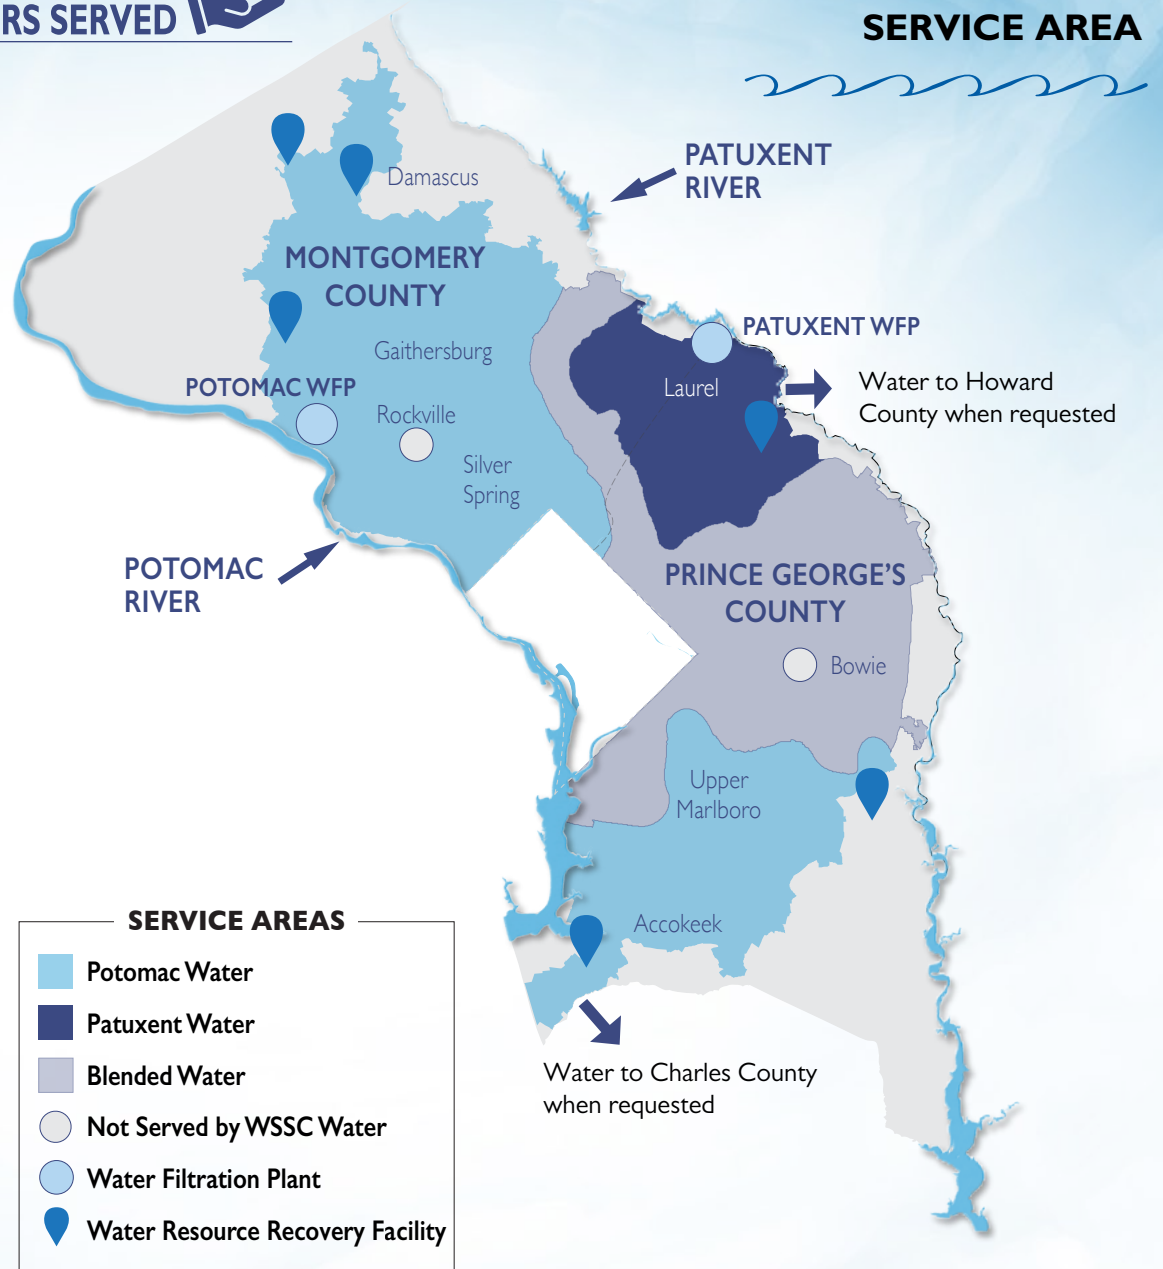 RS SERVED
SERVICE AREA
PATUXENT
RIVER
Damascus
MONTGOMERY
COUNTY
PATUXENT WFP
Gaithersburg
POTOMAC WFP
Laurel
Water to Howard
County when requested
Rockville
Silver
Spring
POTOMAC
RIVER
PRINCE GEORGE’S
COUNTY
Bowie
Upper
Marlboro
Accokeek
SERVICE AREAS
Potomac Water
Patuxent Water
Blended Water
Not Served by WSSC Water
Water Filtration Plant
Water Resource Recovery Facility
Water to Charles County
when requested